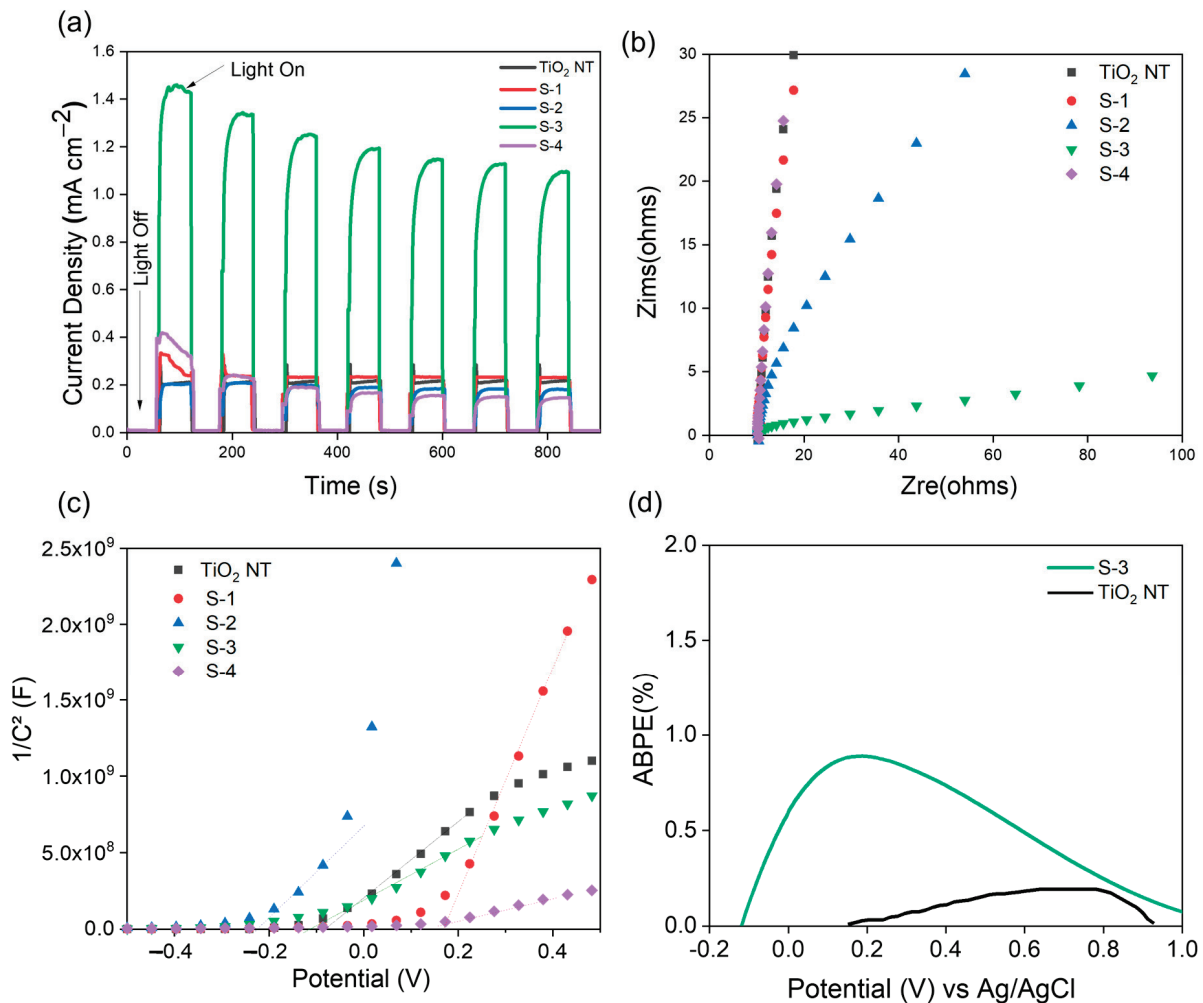 (a)
1.6
1.4
1.2
1.0
0.8
0.6
0.4
0.2
0.0
Current Density (mA cm⁻²)
Light On
Light Off
TiO₂ NT
S-1
S-2
S-3
S-4
0
200
400
600
800
Time (s)
(b)
30
25
20
15
10
5
0
Zims(ohms)
TiO₂ NT
S-1
S-2
S-3
S-4
0
20
40
60
80
100
Zre(ohms)
(c)
2.5x10⁹
2.0x10⁹
1.5x10⁹
1.0x10⁹
5.0x10⁸
0.0
1/C² (F)
TiO₂ NT
S-1
S-2
S-3
S-4
−0.4
−0.2
0.0
0.2
0.4
Potential (V)
(d)
2.0
1.5
1.0
0.5
0.0
ABPE(%)
S-3
TiO₂ NT
-0.2
0.0
0.2
0.4
0.6
0.8
1.0
Potential (V) vs Ag/AgCl